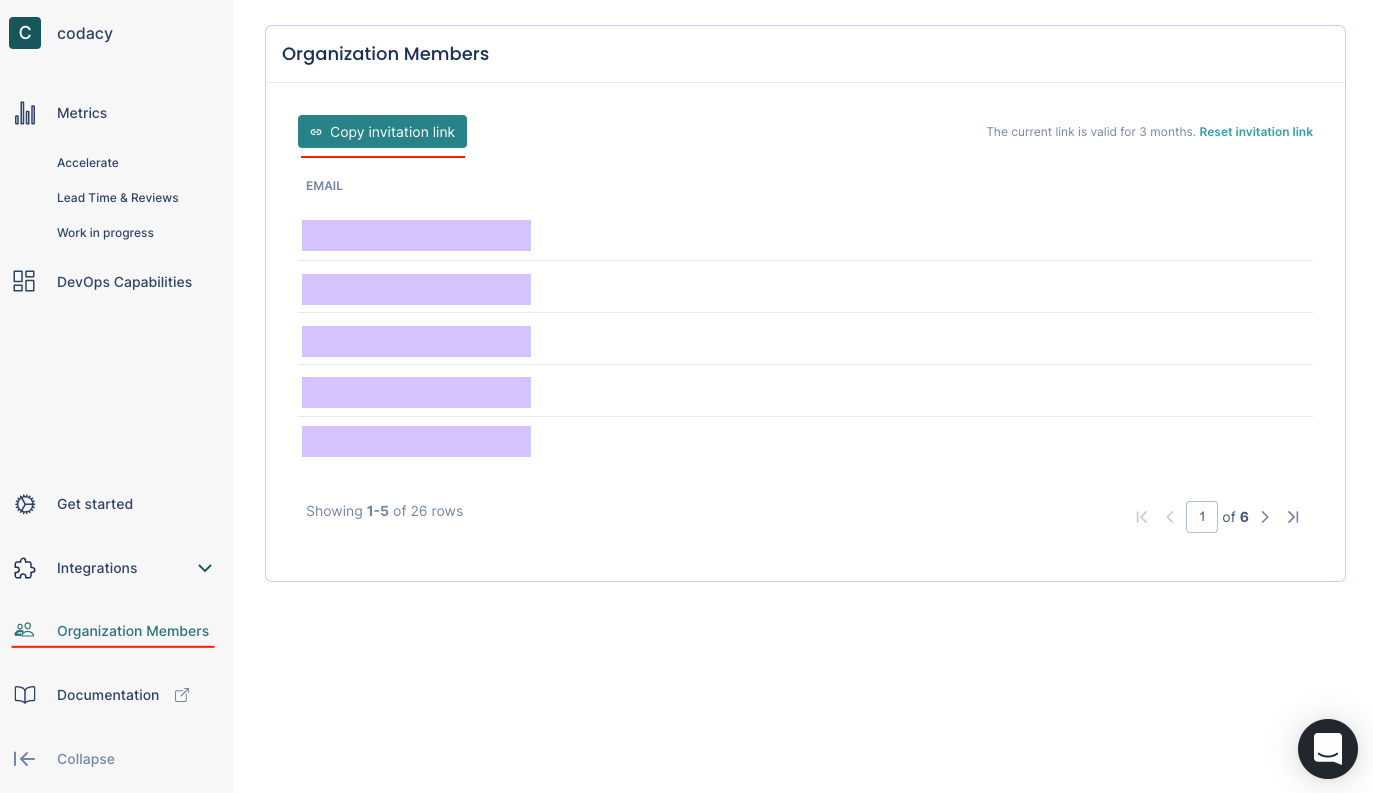 C codacy
Metrics
Accelerate
Lead Time & Reviews
Work in progress
DevOps Capabilities
Get started
Integrations
Organization Members
Documentation
Collapse
Organization Members
Copy invitation link
The current link is valid for 3 months. Reset invitation link
EMAIL
Showing 1-5 of 26 rows
1 of 6